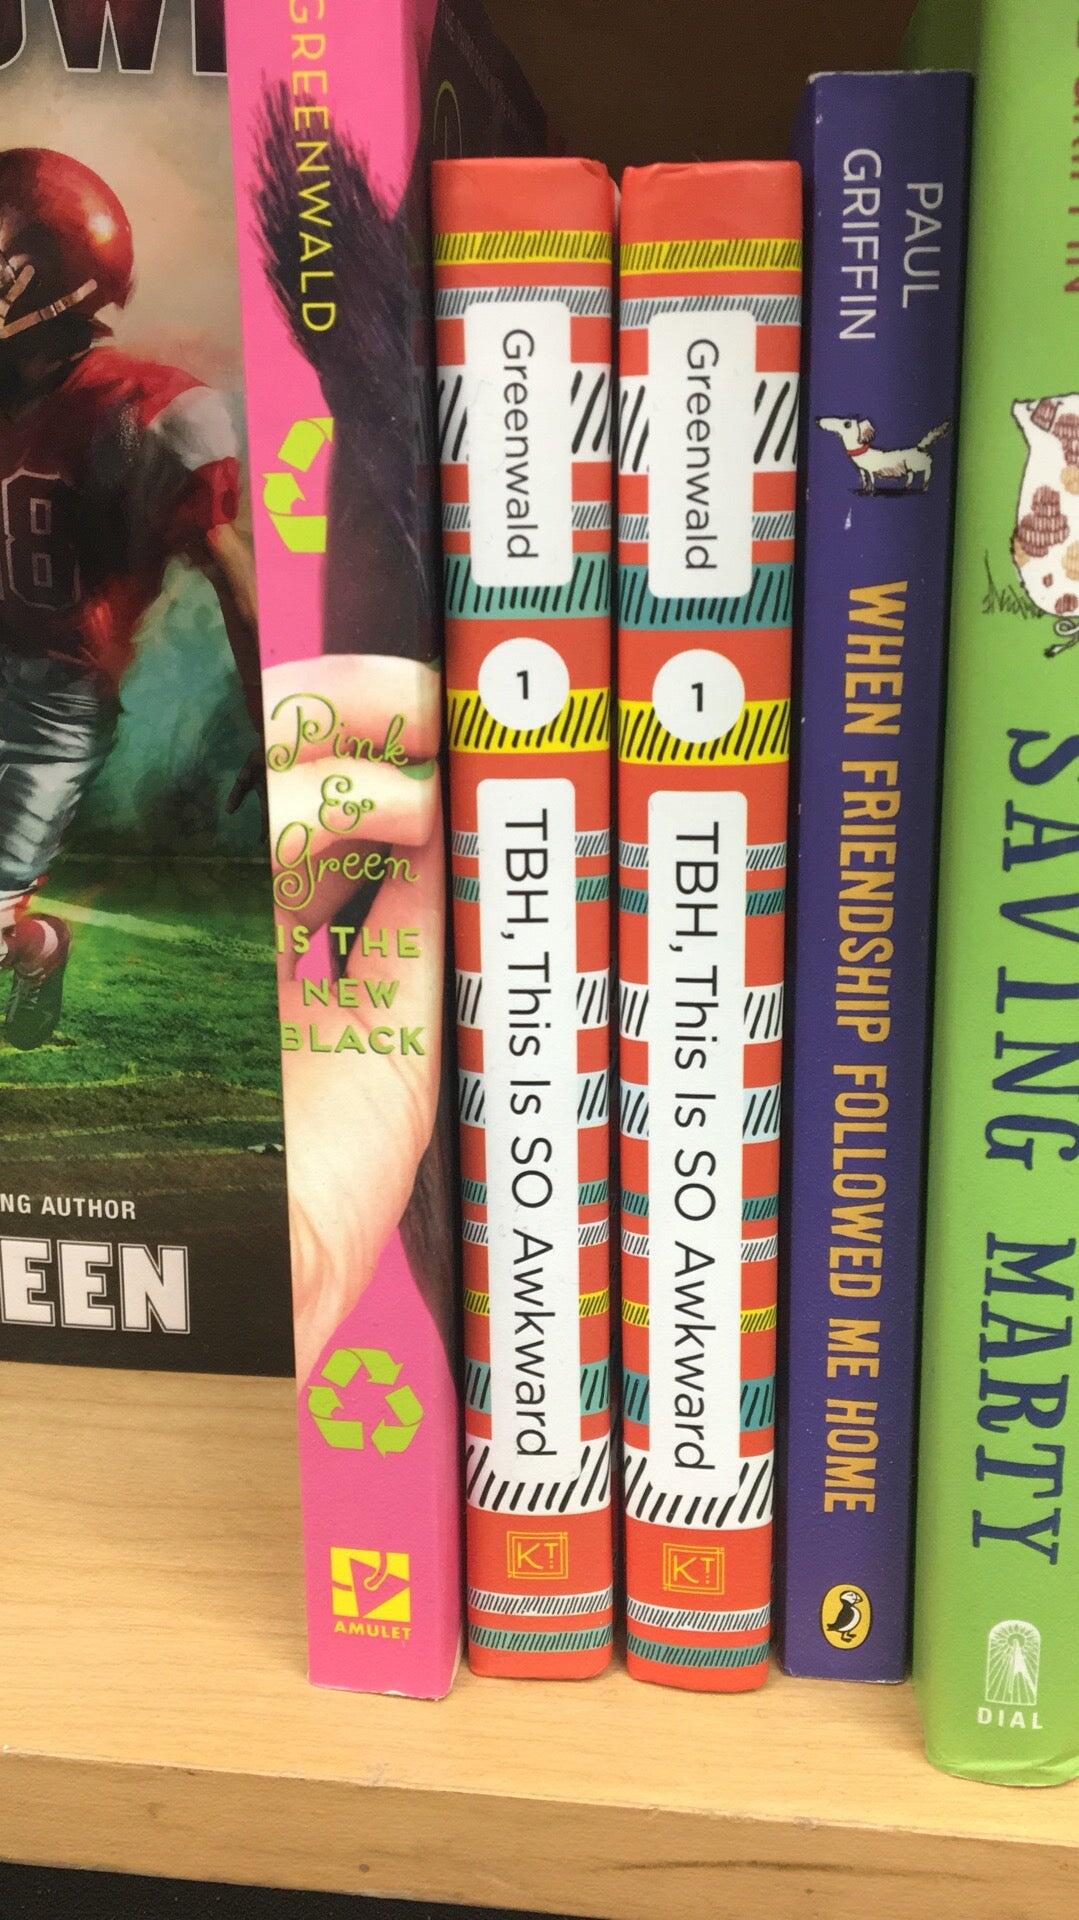 8
NG AUTHOR
EEN
GREENWALD
Pink
&
Green
IS THE
NEW
BLACK
AMULET
Greenwald
1
TBH, This Is SO Awkward
KT
Greenwald
1
TBH, This Is SO Awkward
KT
PAUL
GRIFFIN
WHEN FRIENDSHIP FOLLOWED ME HOME
SAVING MARTY
DIAL